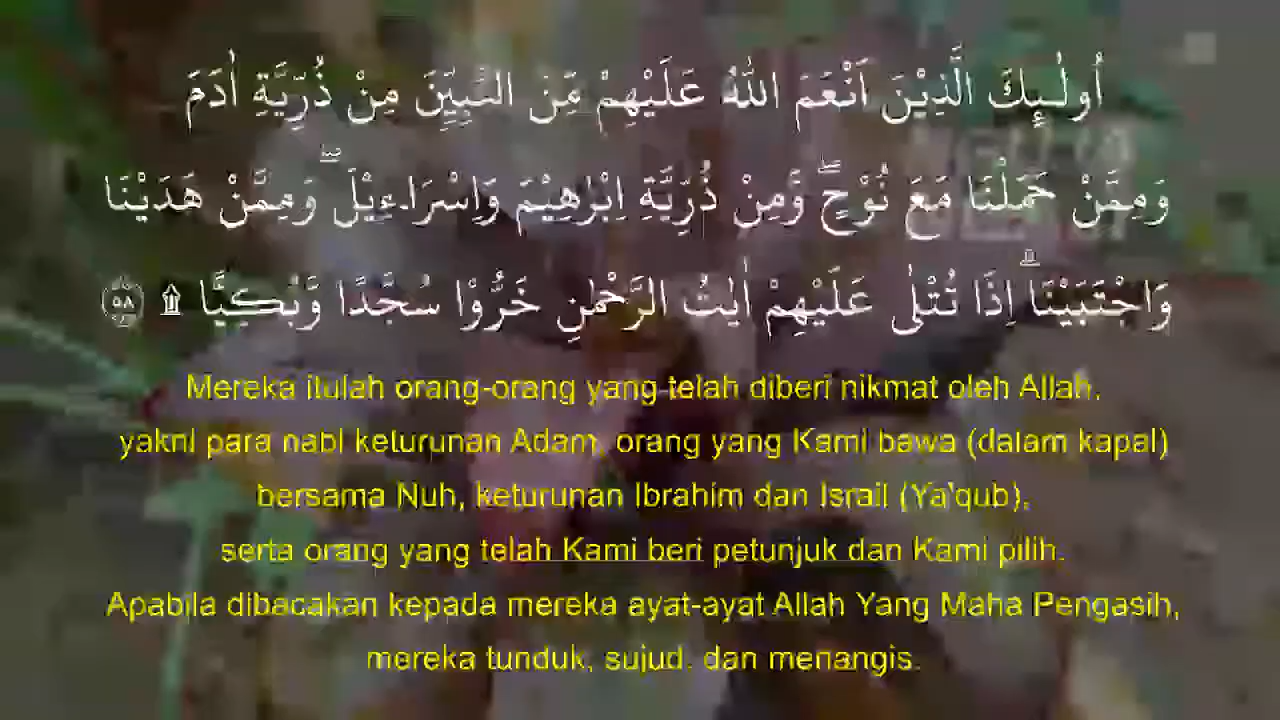 اُولٰۤىِٕكَ الَّذِيْنَ اَنْعَمَ اللّٰهُ عَلَيْهِمْ مِّنَ النَّبِيّٖنَ مِنْ ذُرِّيَّةِ اٰدَمَ
وَمِمَّنْ حَمَلْنَا مَعَ نُوْحٍۖ وَّمِنْ ذُرِّيَّةِ اِبْرٰهِيْمَ وَاِسْرَاۤءِيْلَۖ وَمِمَّنْ هَدَيْنَا
وَاجْتَبَيْنَاۗ اِذَا تُتْلٰى عَلَيْهِمْ اٰيٰتُ الرَّحْمٰنِ خَرُّوْا سُجَّدًا وَّبُكِيًّا ۩ ٥٨
Mereka itulah orang-orang yang telah diberi nikmat oleh Allah,
yakni para nabi keturunan Adam, orang yang Kami bawa (dalam kapal)
bersama Nuh, keturunan Ibrahim dan Israil (Ya'qub),
serta orang yang telah Kami beri petunjuk dan Kami pilih.
Apabila dibacakan kepada mereka ayat-ayat Allah Yang Maha Pengasih,
mereka tunduk, sujud, dan menangis.